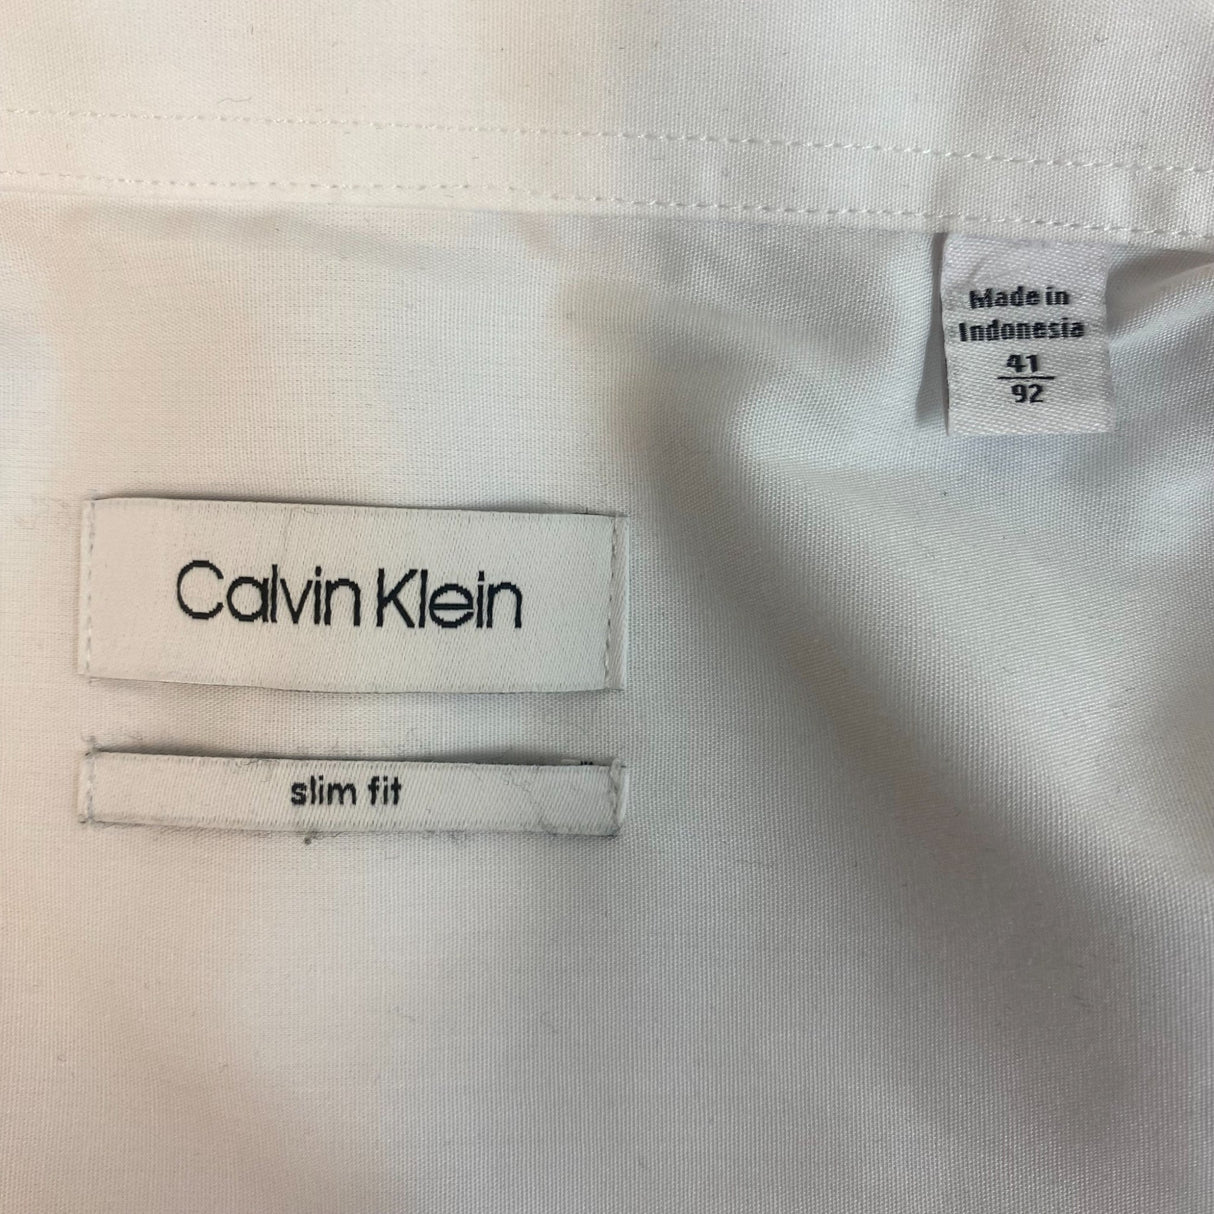 Made in
Indonesia
41
92
Calvin Klein
slim fit